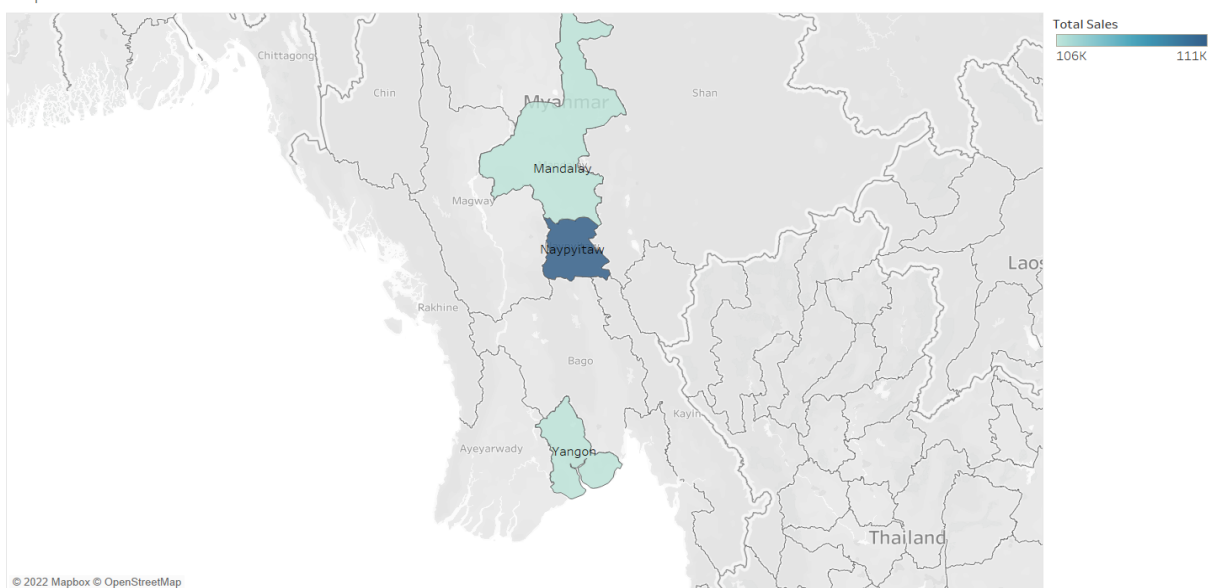 Total Sales
106K 111K
Chittagong
Chin
Myanmar
Shan
Mandalay
Magway
Naypyitaw
Laos
Rakhine
Bago
Kayin
Ayeyarwady
Yangon
Thailand
© 2022 Mapbox © OpenStreetMap